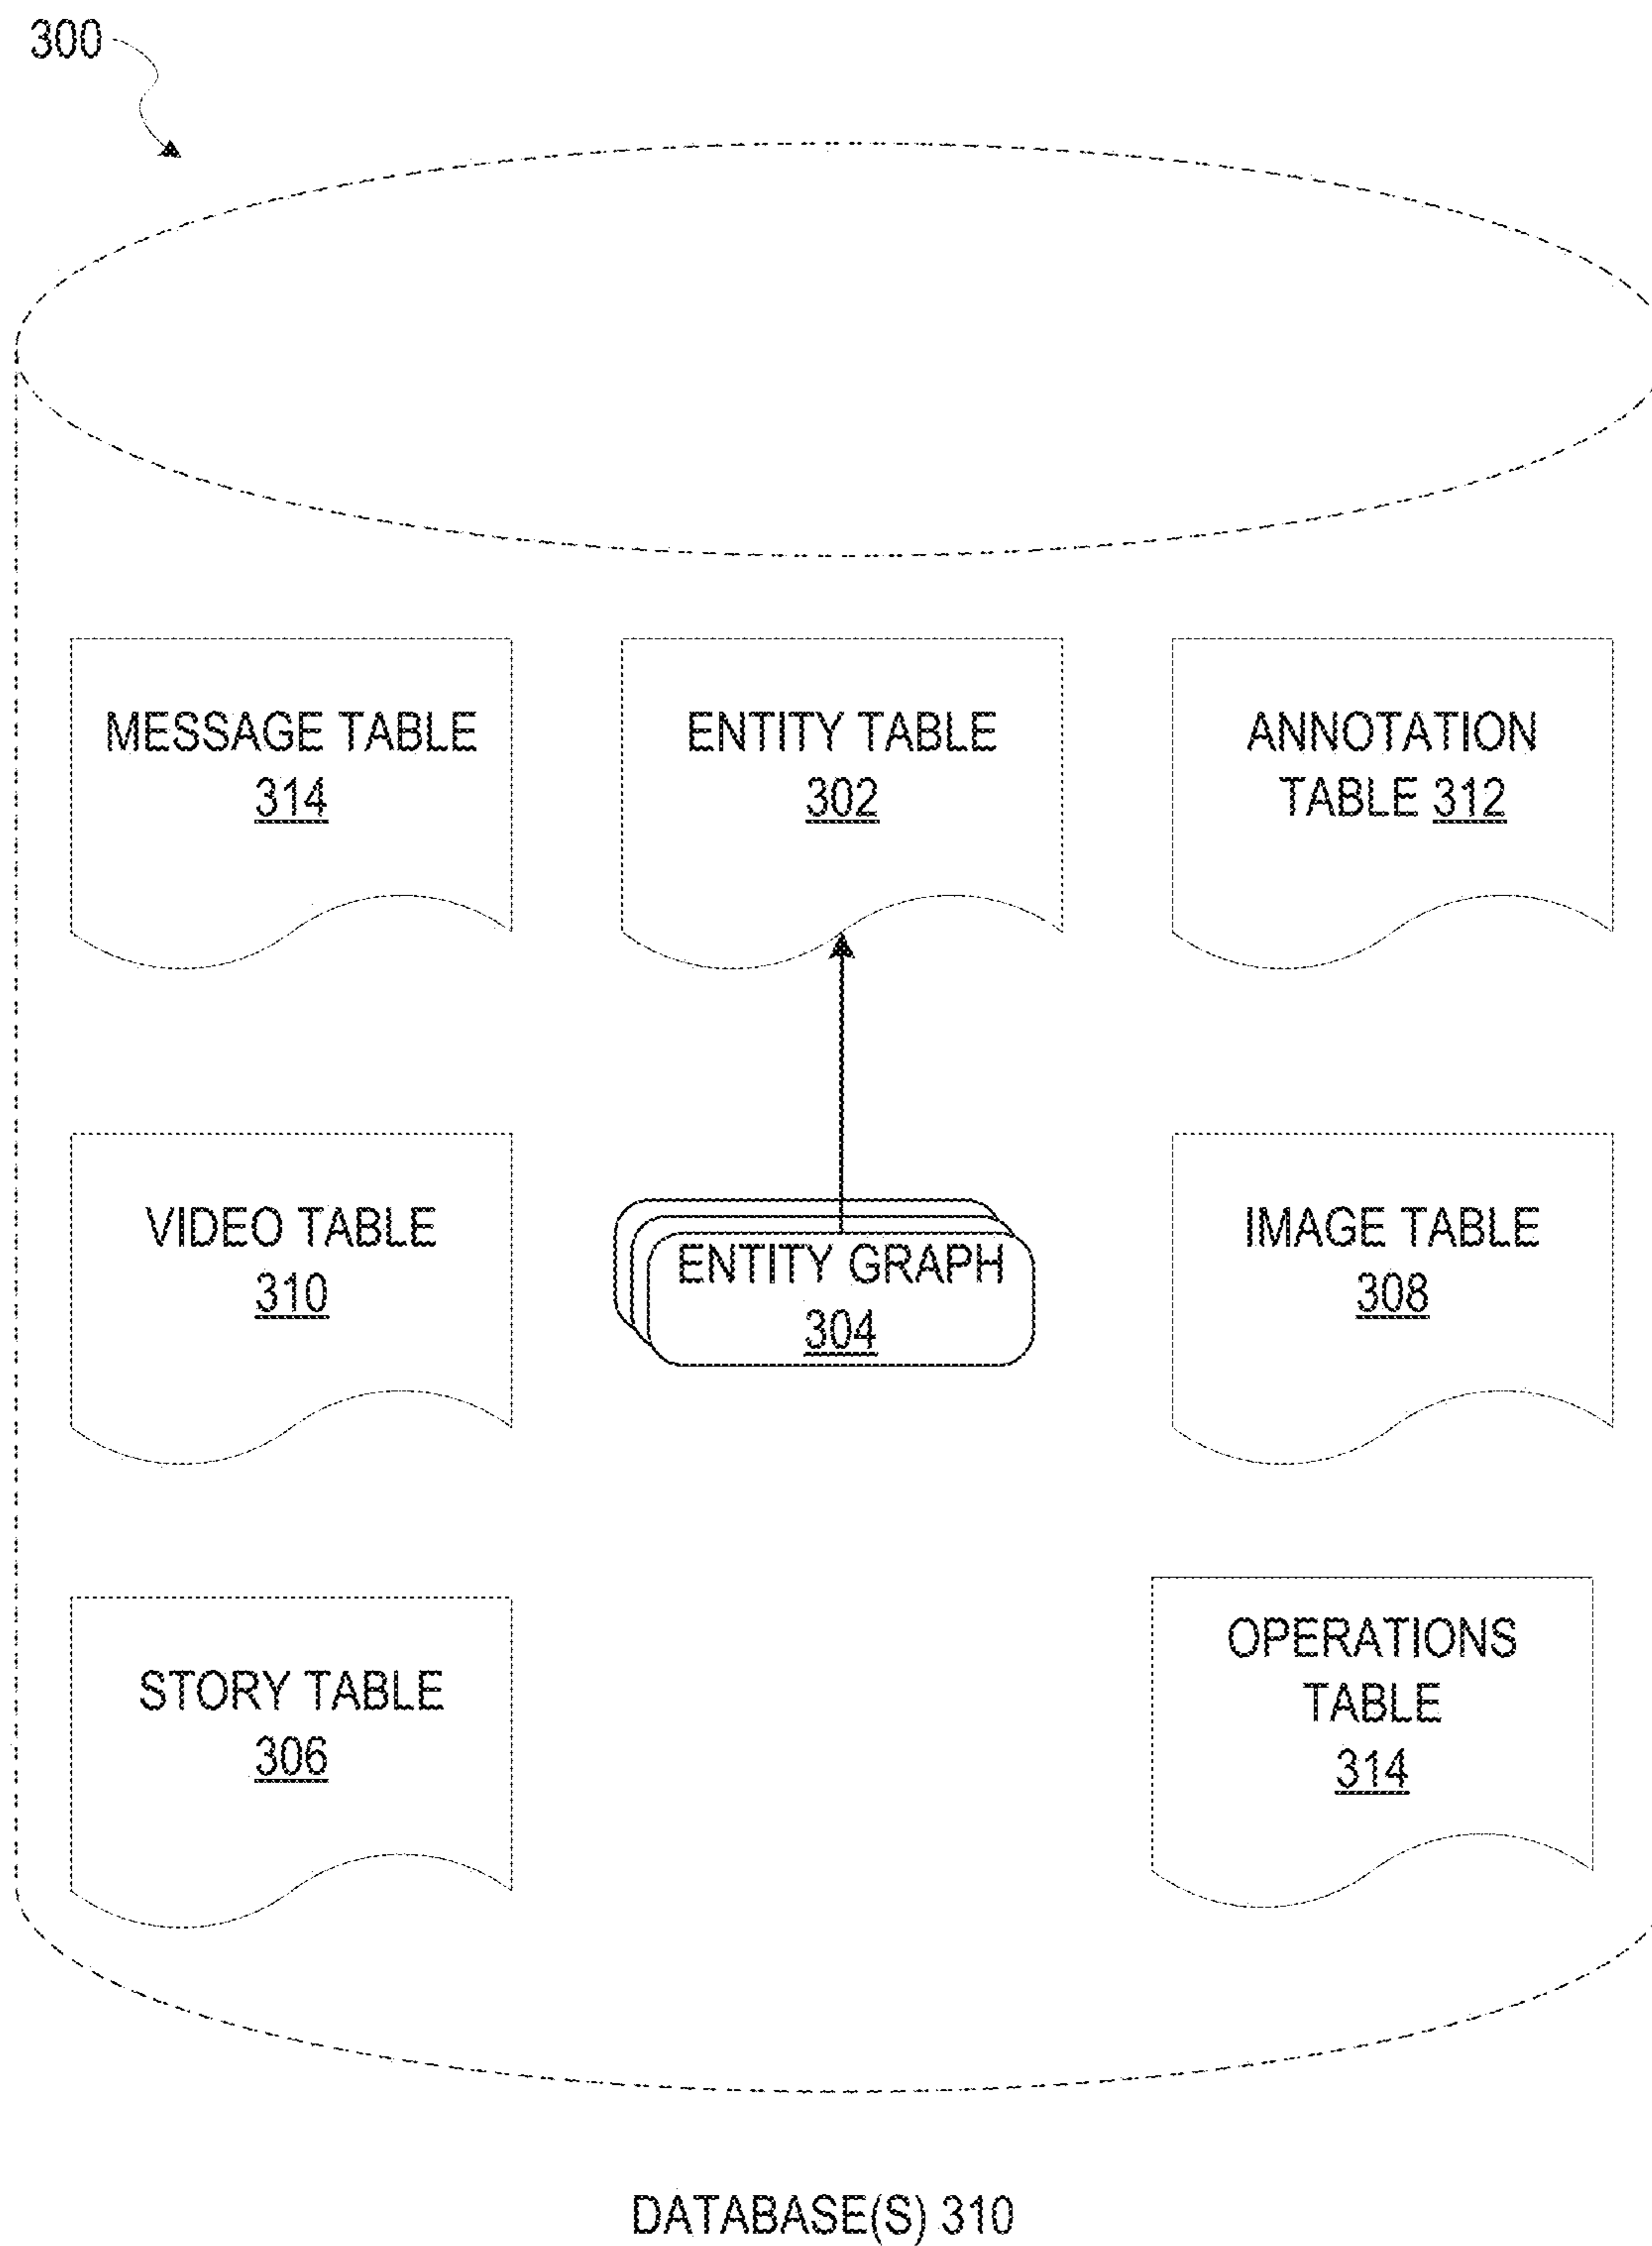 300
MESSAGE TABLE
314
ENTITY TABLE
302
ANNOTATION
TABLE 312
VIDEO TABLE
310
ENTITY GRAPH
304
IMAGE TABLE
308
STORY TABLE
306
OPERATIONS
TABLE
314
DATABASE(S) 310